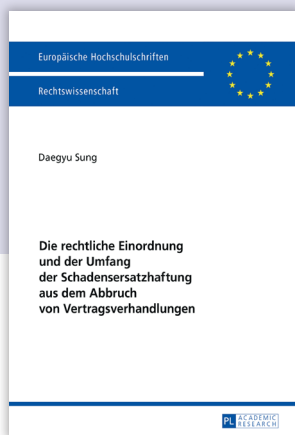 Europäische Hochschulschriften
Rechtswissenschaft
Daegyu Sung
Die rechtliche Einordnung
und der Umfang
der Schadensersatzhaftung
aus dem Abbruch
von Vertragsverhandlungen
PL ACADEMIC
RESEARCH